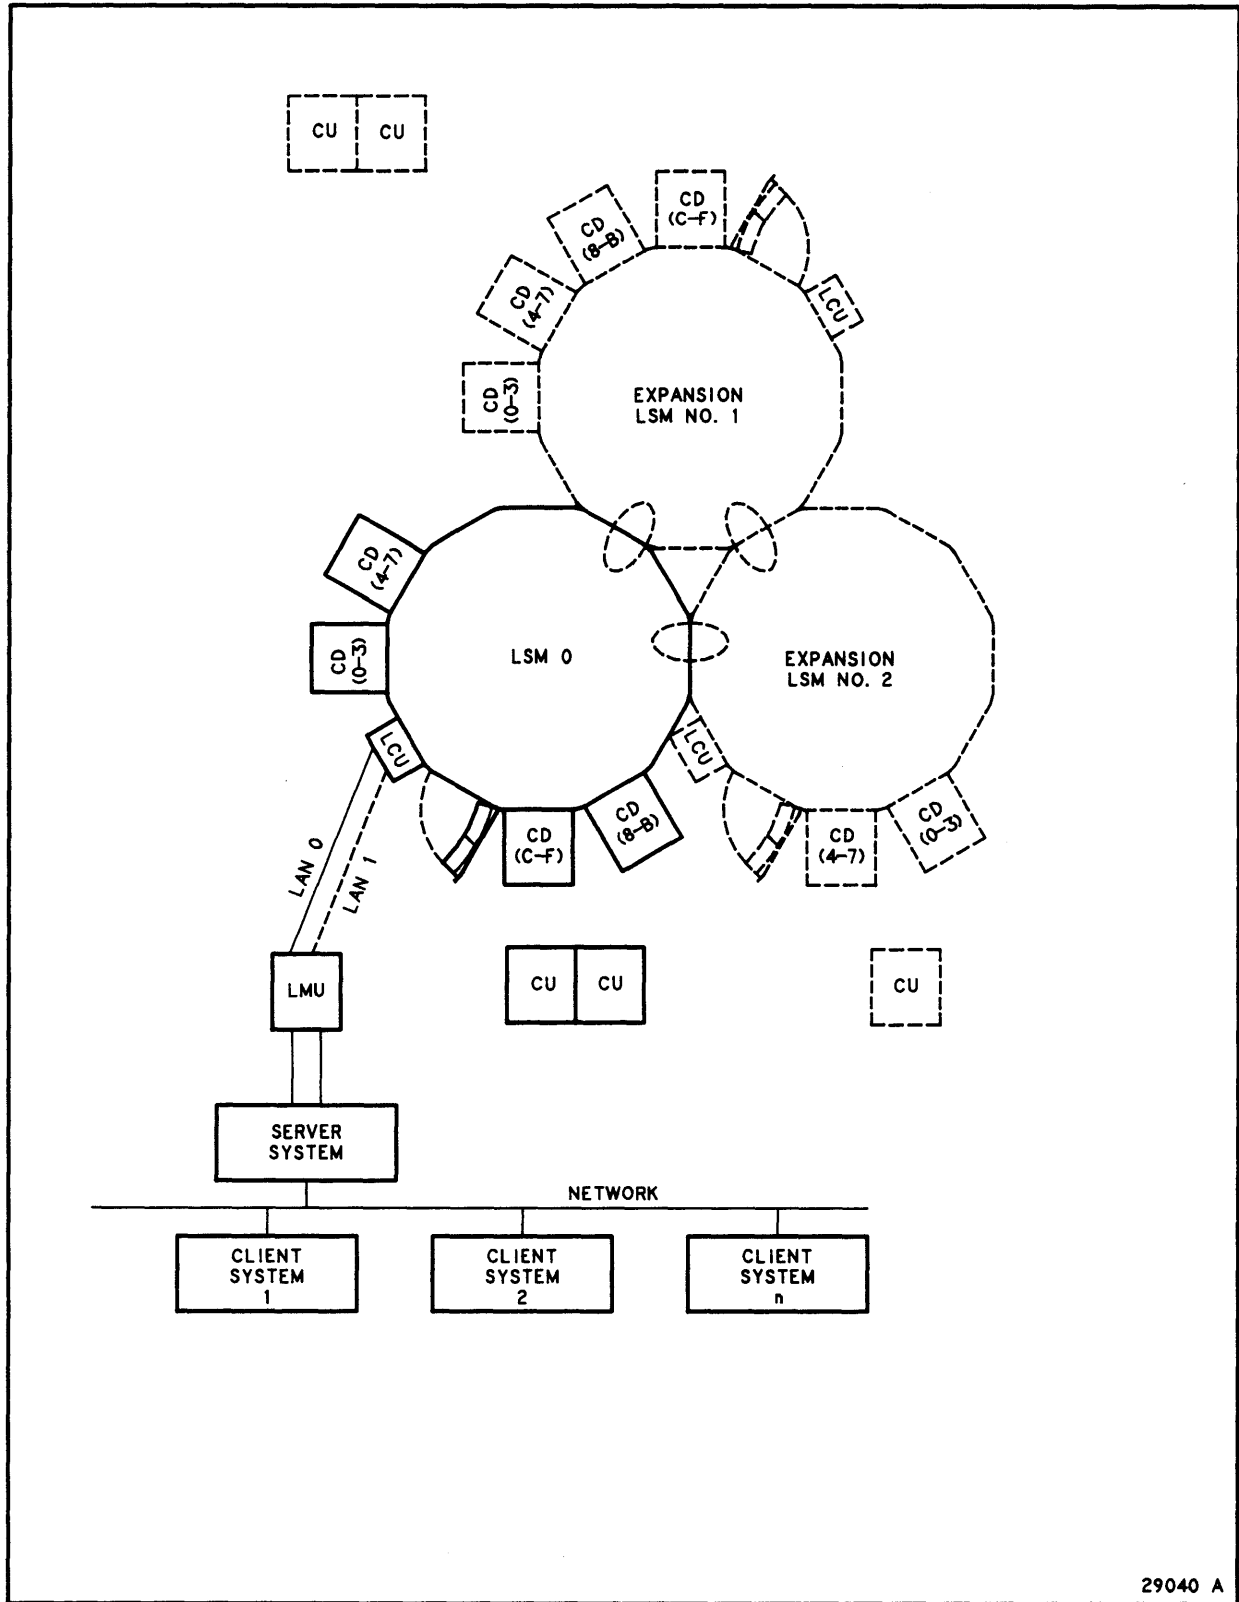 CU CU
CD
(C-F)
CD
(8-B)
CD
(4-7)
LCU
CD
(0-3)
EXPANSION
LSM NO. 1
CD
(4-7)
CD
(0-3)
LSM 0
EXPANSION
LSM NO. 2
LCU
LCU
CD
(C-F)
CD
(8-B)
CD
(4-7)
CD
(0-3)
LAN 0
LAN 1
LMU
CU CU
CU
SERVER
SYSTEM
NETWORK
CLIENT
SYSTEM
1
CLIENT
SYSTEM
2
CLIENT
SYSTEM
n
29040 A